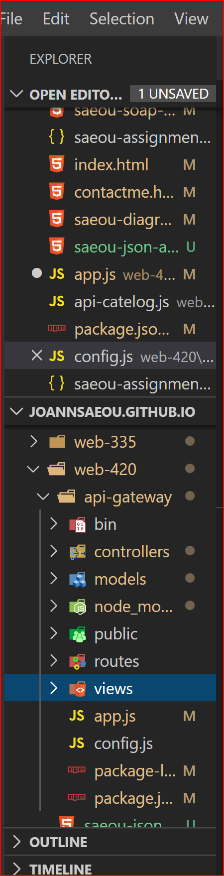 File Edit Selection View
EXPLORER
OPEN EDITO... 1 UNSAVED
saeou-soap-...
{ } saeou-assignmen...
index.html M
contactme.h... M
saeou-diagr... M
saeou-json-a... U
JS app.js web-4... M
JS api-catelog.js web...
package.jso... M
JS config.js web-420\...
{ } saeou-assignmen...
JOANNSAEOU.GITHUB.IO
web-335
web-420
api-gateway
bin
controllers
models
node_mo...
public
routes
views
JS app.js M
JS config.js
package-l... M
package.j... M
saeou-json... U
OUTLINE
TIMELINE